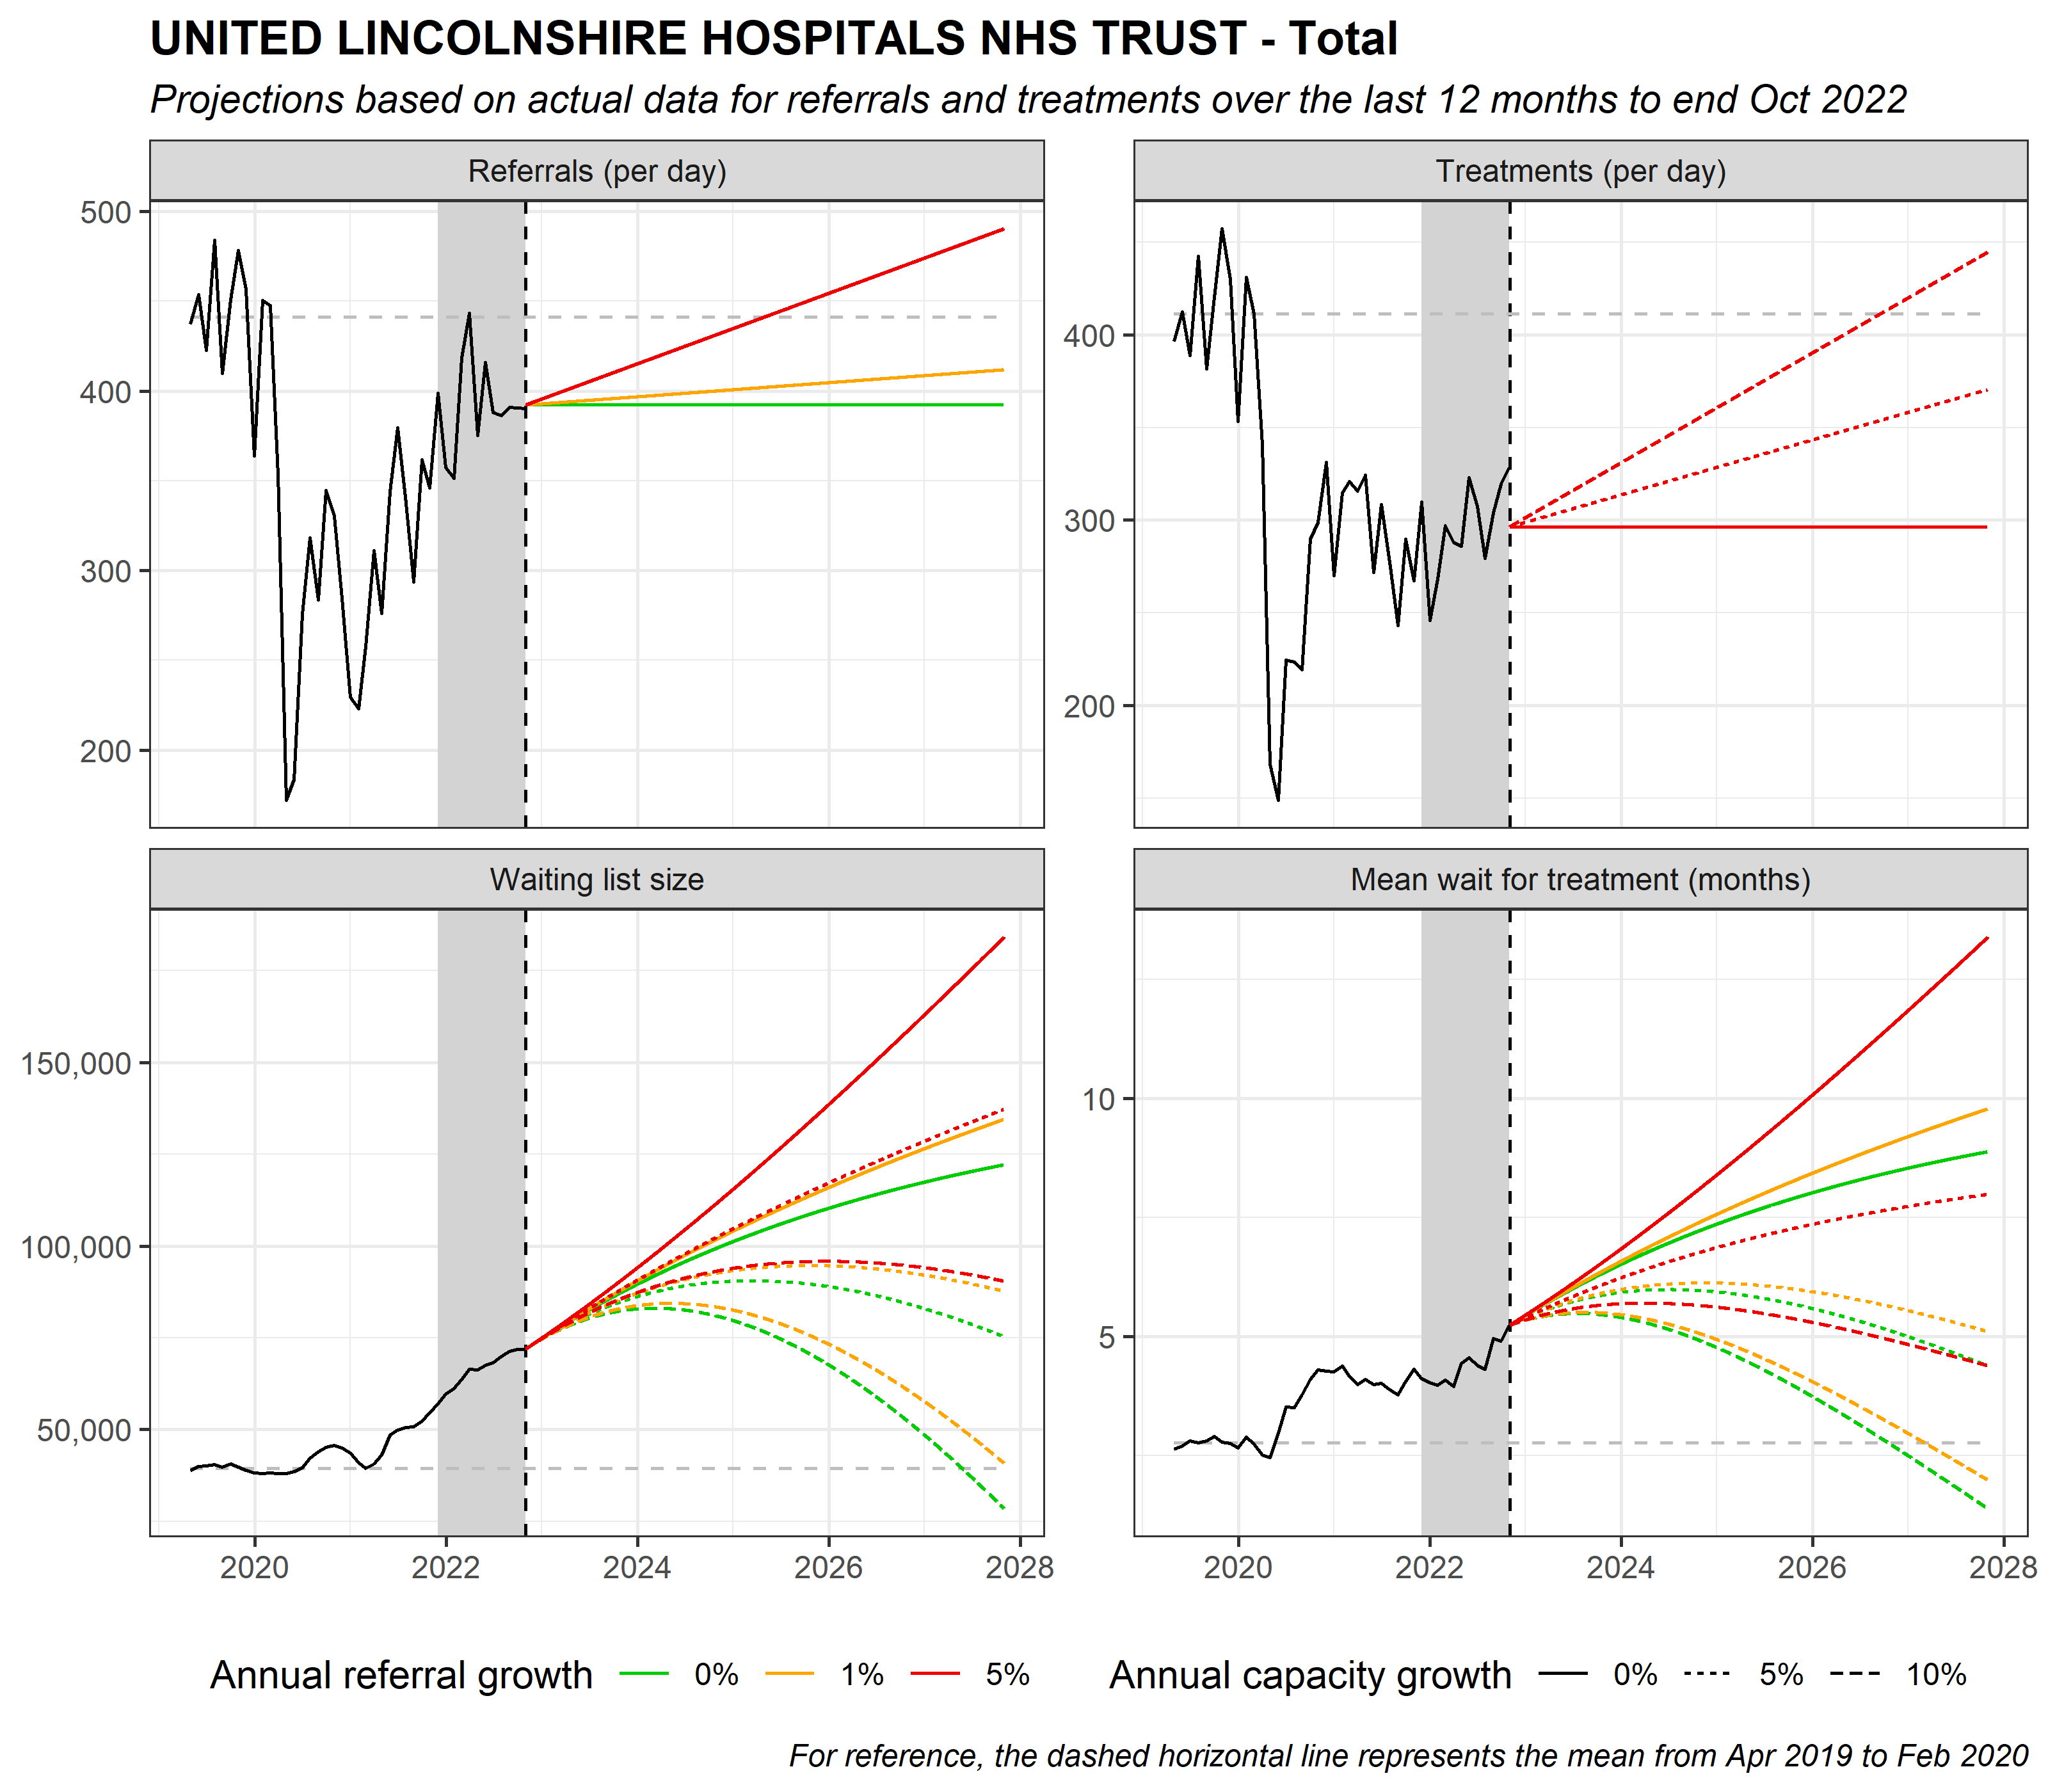 UNITED LINCOLNSHIRE HOSPITALS NHS TRUST - Total
Projections based on actual data for referrals and treatments over the last 12 months to end Oct 2022
Referrals (per day)
500
400
300
200
Treatments (per day)
400
300
200
Waiting list size
150,000
100,000
50,000
2020 2022 2024 2026 2028
Mean wait for treatment (months)
10
5
2020 2022 2024 2026 2028
Annual referral growth 0% 1% 5%
Annual capacity growth 0% 5% 10%
For reference, the dashed horizontal line represents the mean from Apr 2019 to Feb 2020